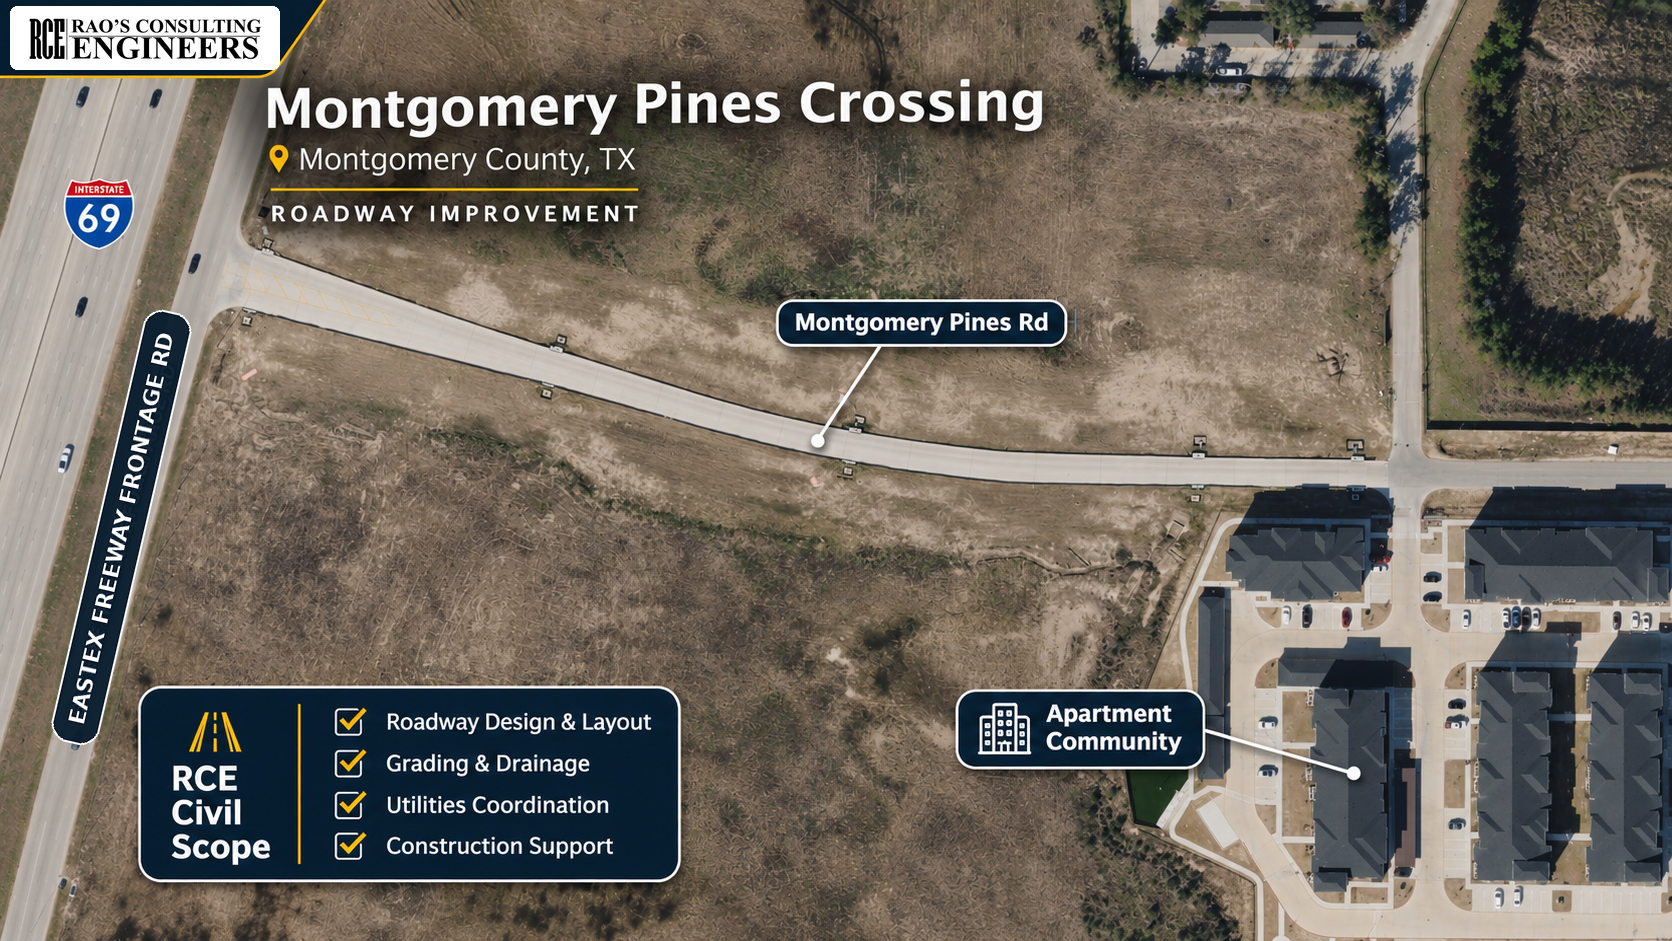 RCE RAO'S CONSULTING
ENGINEERS
Montgomery Pines Crossing
Montgomery County, TX
ROADWAY IMPROVEMENT
INTERSTATE
69
Montgomery Pines Rd
EASTEX FREEWAY FRONTAGE RD
Apartment
Community
RCE
Civil
Scope
Roadway Design & Layout
Grading & Drainage
Utilities Coordination
Construction Support